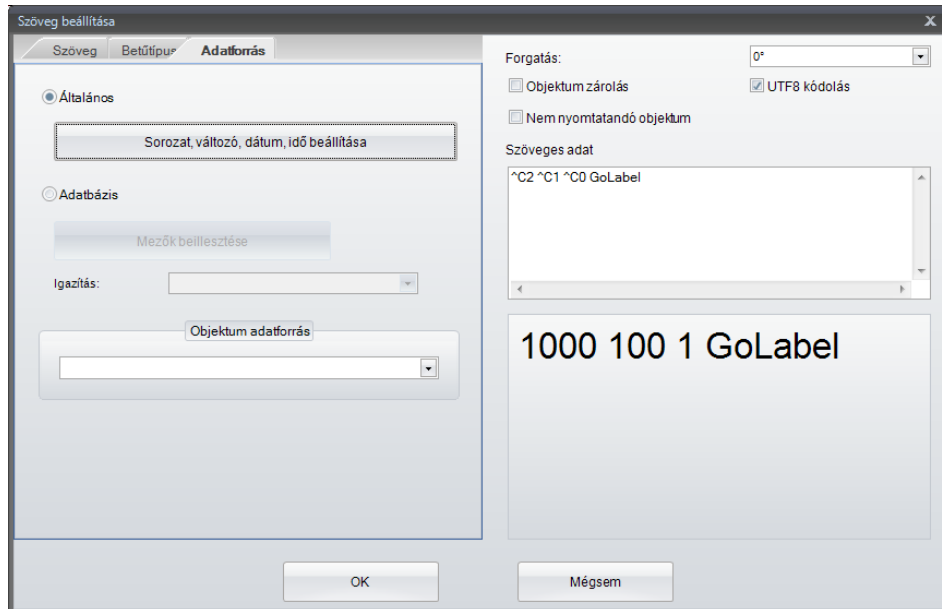 Szöveg beállítása
X
Szöveg Betűtípus Adatforrás
Általános
Sorozat, változó, dátum, idő beállítása
Adatbázis
Mezők beillesztése
Igazítás:
Objektum adatforrás
Forgatás: 0°
Objektum zárolás UTF8 kódolás
Nem nyomtatandó objektum
Szöveges adat
^C2 ^C1 ^C0 GoLabel
1000 100 1 GoLabel
OK Mégsem